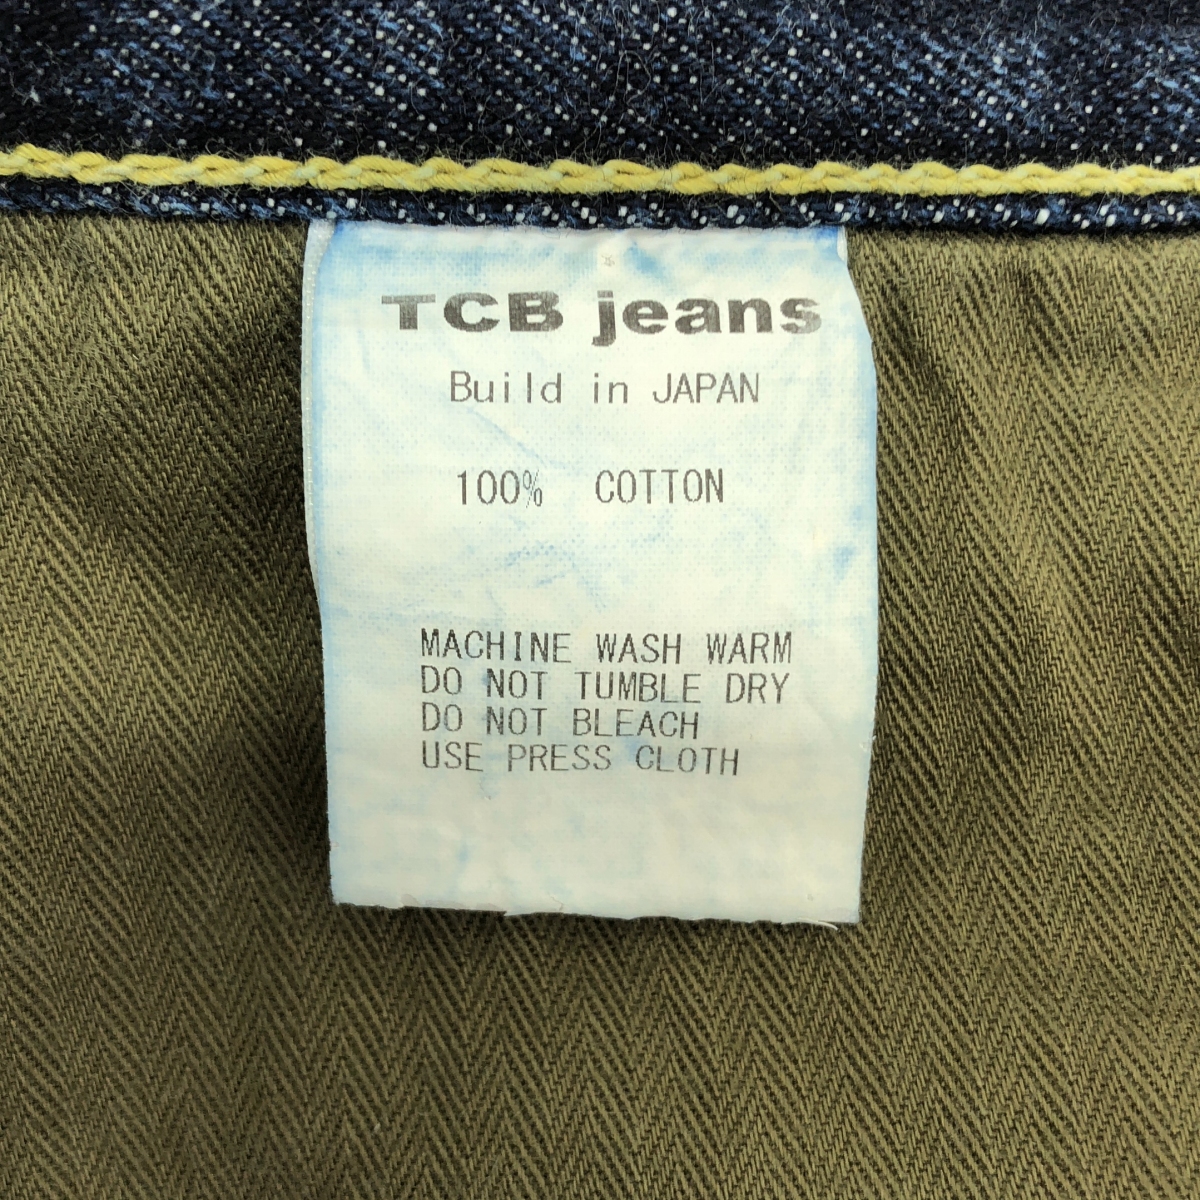 TCB jeans
Build in JAPAN
100% COTTON
MACHINE WASH WARM
DO NOT TUMBLE DRY
DO NOT BLEACH
USE PRESS CLOTH